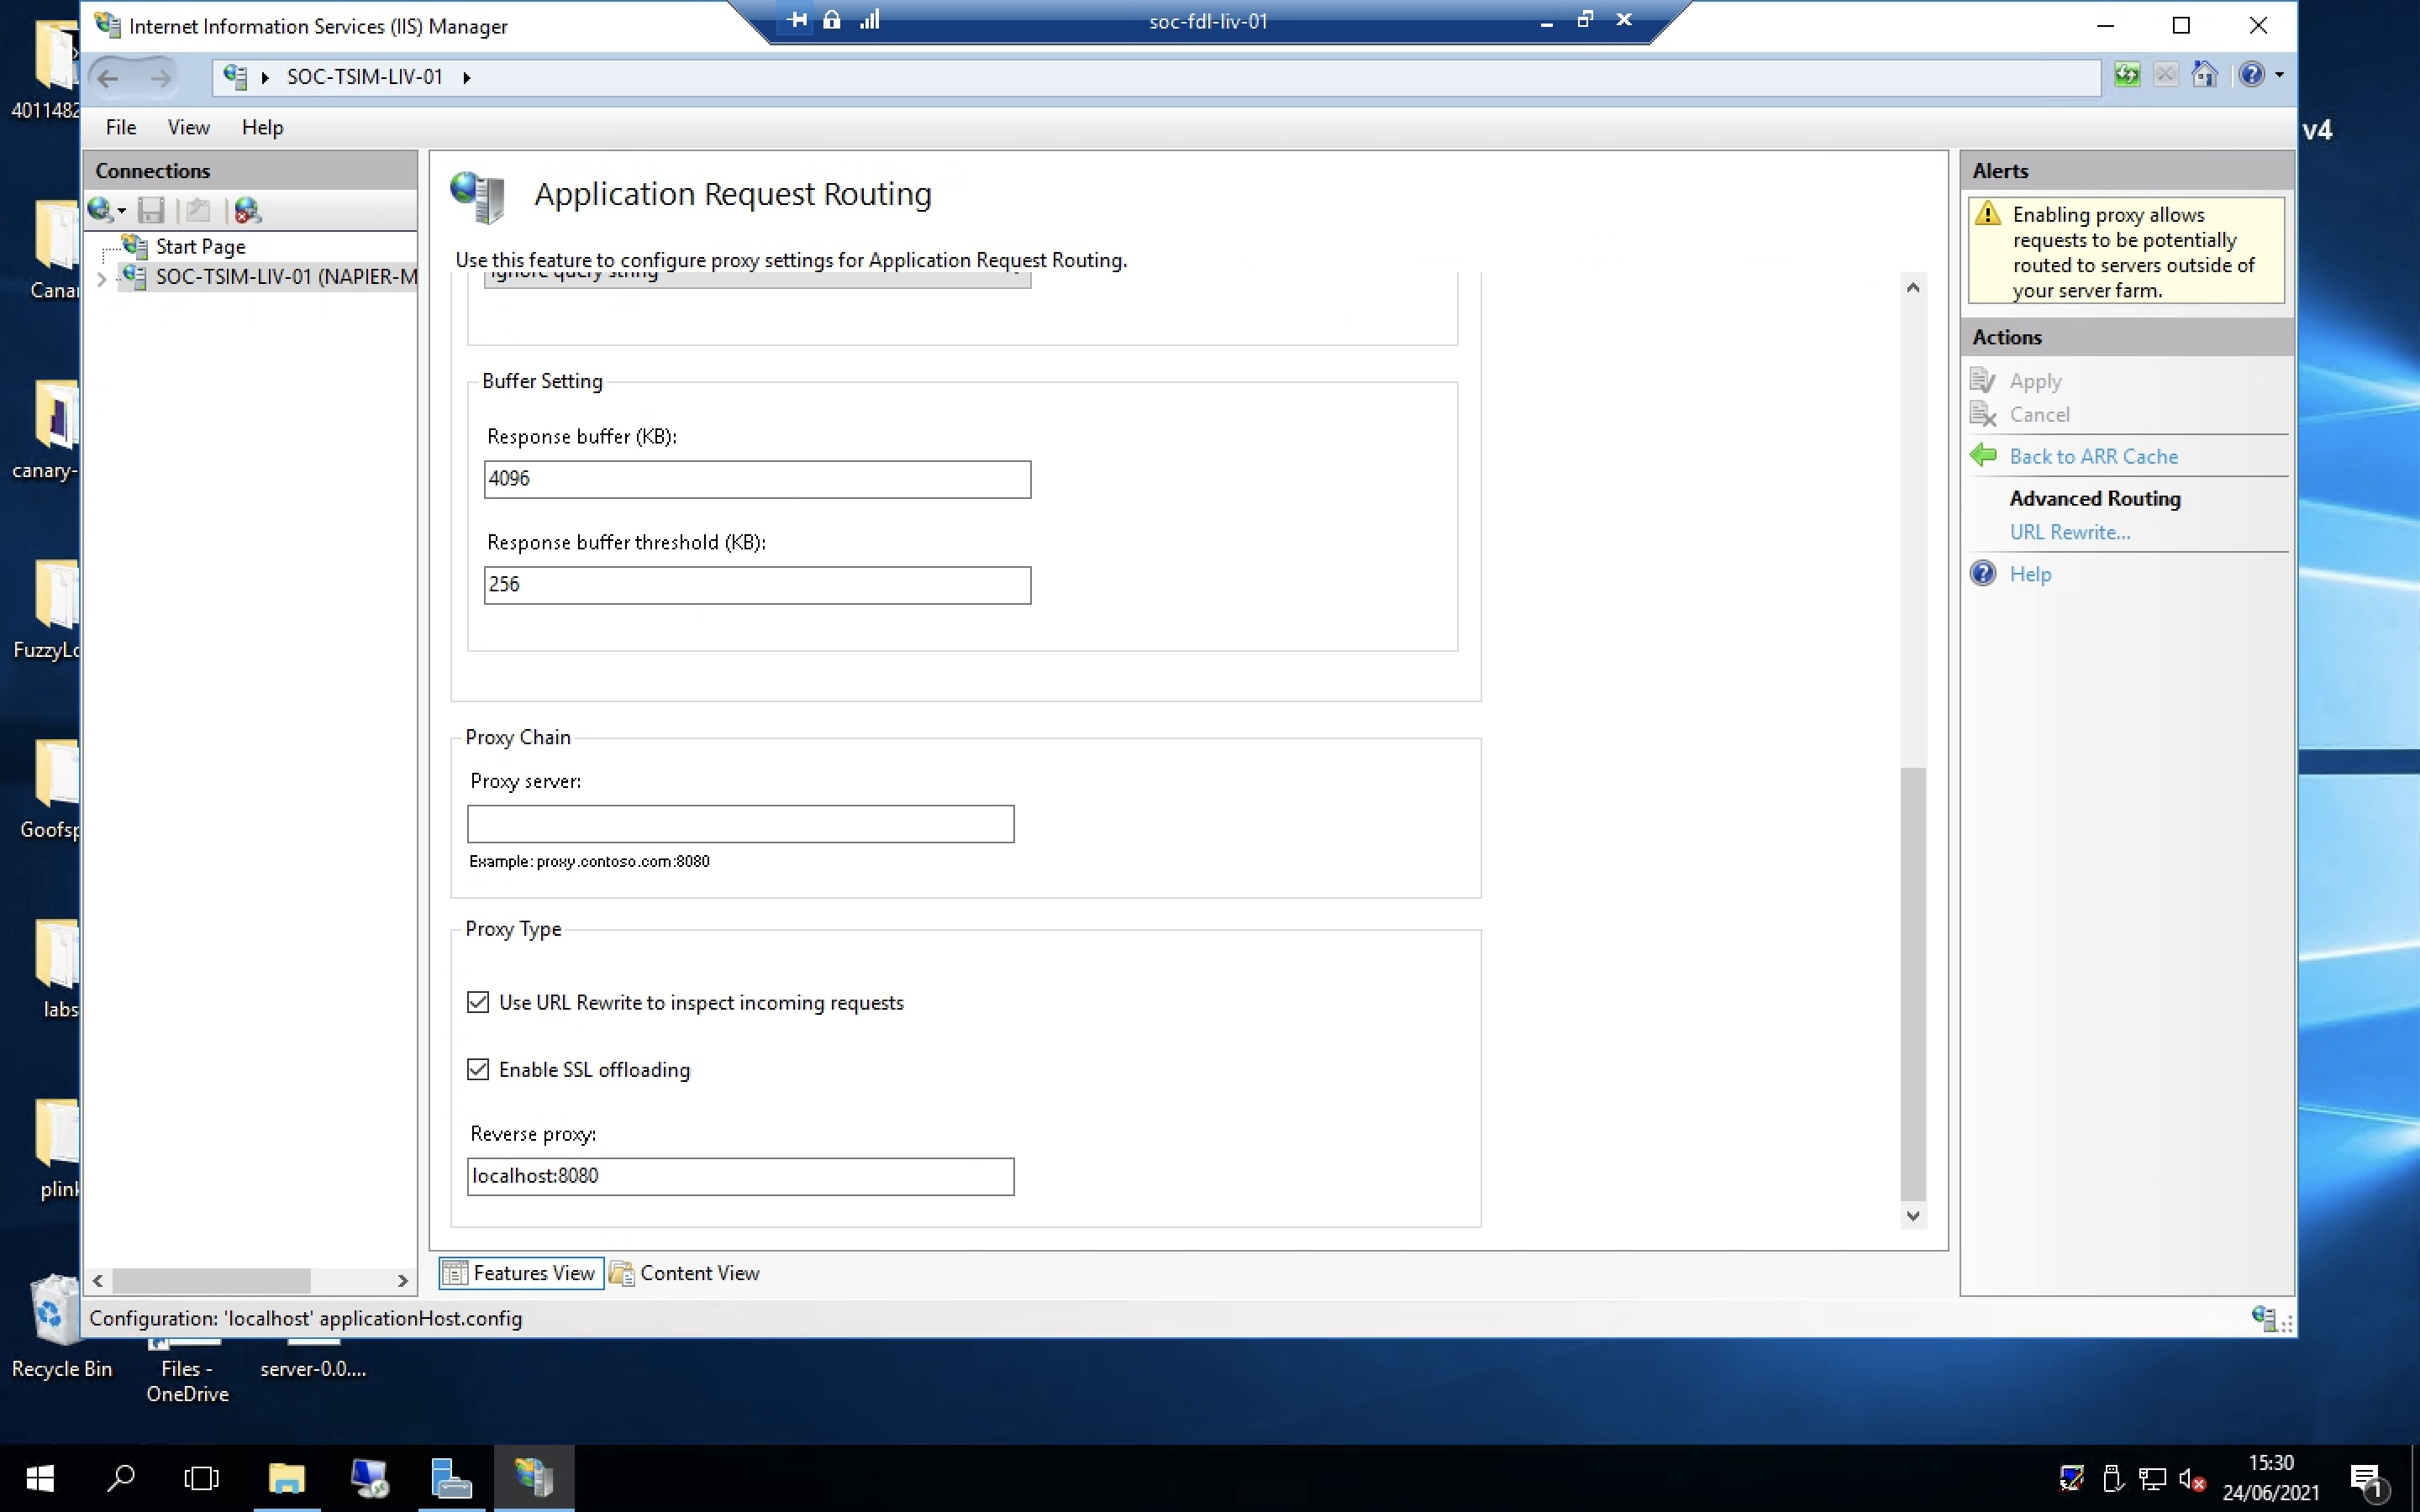 Internet Information Services (IIS) Manager
soc-fdl-liv-01
SOC-TSIM-LIV-01
File View Help
Connections
Start Page
SOC-TSIM-LIV-01 (NAPIER-M
Application Request Routing
Use this feature to configure proxy settings for Application Request Routing.
Ignore query string
Buffer Setting
Response buffer (KB):
4096
Response buffer threshold (KB):
256
Proxy Chain
Proxy server:
Example: proxy.contoso.com:8080
Proxy Type
Use URL Rewrite to inspect incoming requests
Enable SSL offloading
Reverse proxy:
localhost:8080
Features View
Content View
Configuration: 'localhost' applicationHost.config
Alerts
Enabling proxy allows
requests to be potentially
routed to servers outside of
your server farm.
Actions
Apply
Cancel
Back to ARR Cache
Advanced Routing
URL Rewrite...
Help
v4
4011482
Canar
canary-
FuzzyLo
Goofsp
labs
plink
Recycle Bin
Files -
OneDrive
server-0.0....
15:30
24/06/2021
1